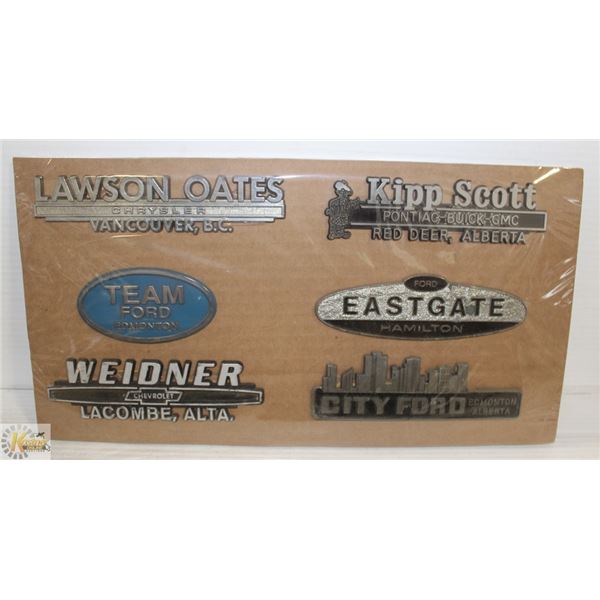 LAWSON OATES
CHRYSLER
VANCOUVER, B.C.
Kipp Scott
PONTIAC-BUICK-GMC
RED DEER, ALBERTA
TEAM
FORD
EDMONTON
FORD
EASTGATE
HAMILTON
WEIDNER
CHEVROLET
LACOMBE, ALTA.
CITY FORD
EDMONTON
ALBERTA